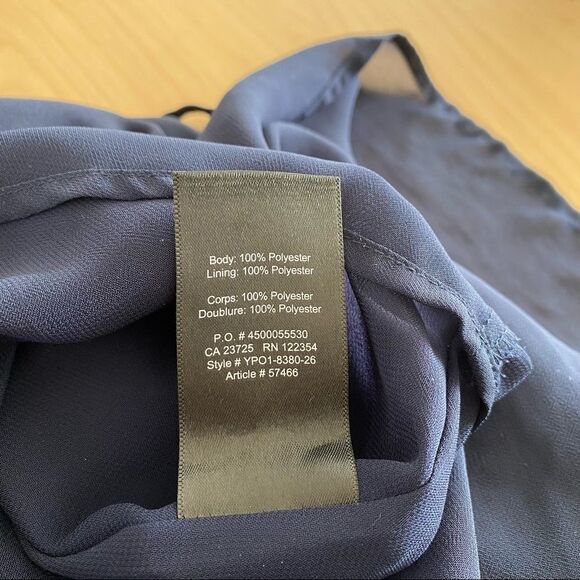 Body: 100% Polyester
Lining: 100% Polyester
Corps: 100% Polyester
Doublure: 100% Polyester
P.O. # 4500055530
CA 23725 RN 122354
Style # YPO1-8380-26
Article # 57466